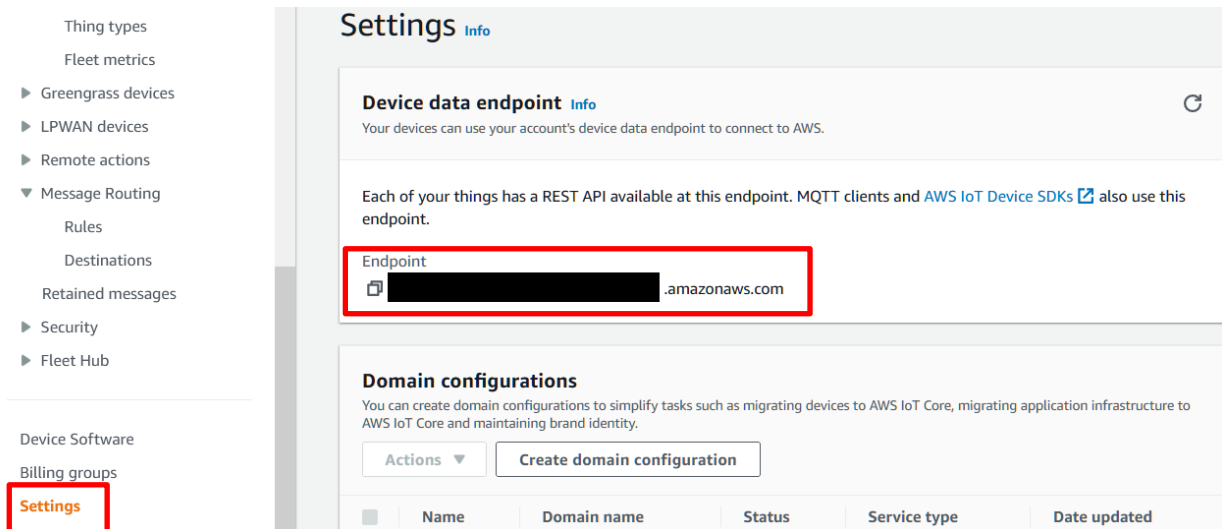 Thing types
Fleet metrics
Greengrass devices
LPWAN devices
Remote actions
Message Routing
Rules
Destinations
Retained messages
Security
Fleet Hub
Device Software
Billing groups
Settings
Settings Info
Device data endpoint Info
Your devices can use your account's device data endpoint to connect to AWS.
Each of your things has a REST API available at this endpoint. MQTT clients and AWS IoT Device SDKs also use this
endpoint.
Endpoint
.amazonaws.com
Domain configurations
You can create domain configurations to simplify tasks such as migrating devices to AWS IoT Core, migrating application infrastructure to
AWS IoT Core and maintaining brand identity.
Actions Create domain configuration
Name Domain name Status Service type Date updated